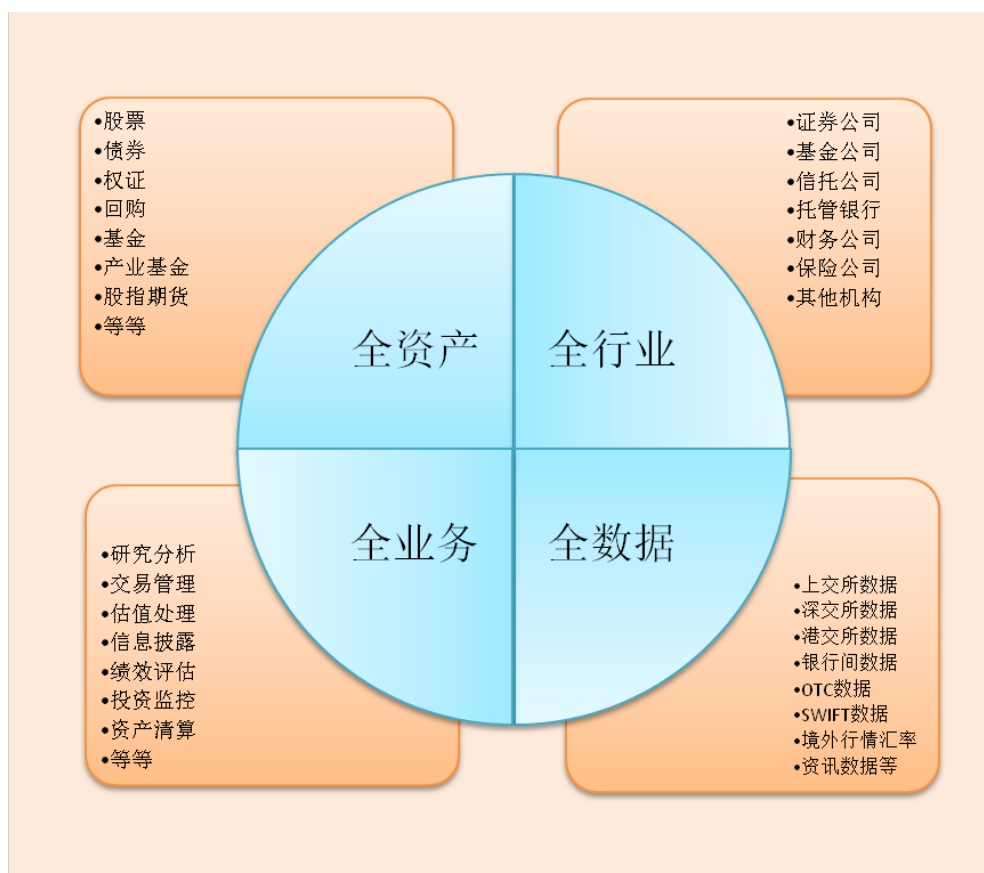 •股票
•债券
•权证
•回购
•基金
•产业基金
•股指期货
•等等
•证券公司
•基金公司
•信托公司
•托管银行
•财务公司
•保险公司
•其他机构
全资产
全行业
全业务
全数据
•研究分析
•交易管理
•估值处理
•信息披露
•绩效评估
•投资监控
•资产清算
•等等
•上交所数据
•深交所数据
•港交所数据
•银行间数据
•OTC数据
•SWIFT数据
•境外行情汇率
•资讯数据等